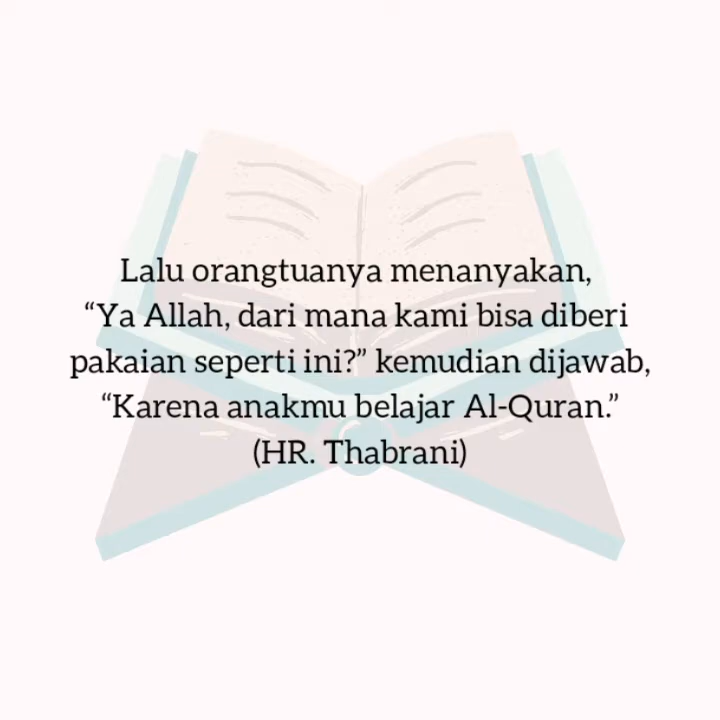 Lalu orangtuanya menanyakan,
“Ya Allah, dari mana kami bisa diberi
pakaian seperti ini?” kemudian dijawab,
“Karena anakmu belajar Al-Quran.”
(HR. Thabrani)